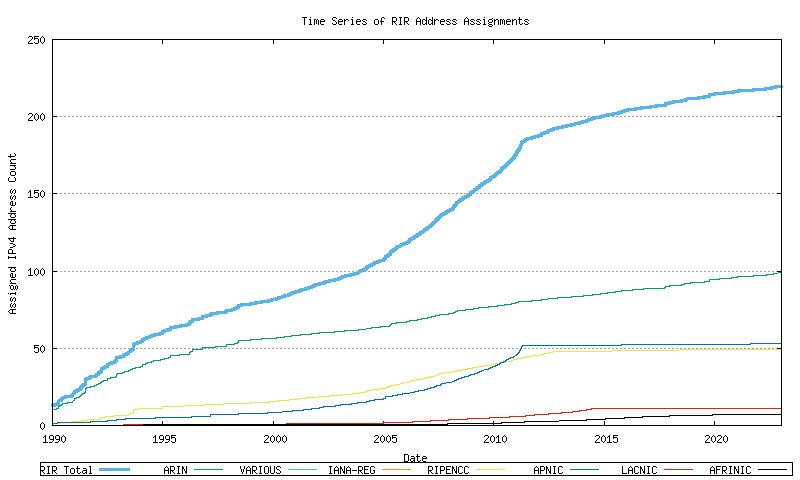 Time Series of RIR Address Assignments
250
200
150
100
50
0
Assigned IPv4 Address Count
1990 1995 2000 2005 2010 2015 2020
Date
RIR Total ARIN VARIOUS IANA-REG RIPENCC APNIC LACNIC AFRINIC